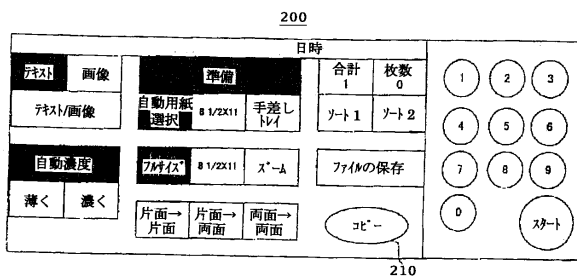 200
日時
テキスト 画像
テキスト/画像
準備
自動用紙
選択
8 1/2X11
手差し
トレイ
合計
1
枚数
0
ソート 1 ソート 2
1 2 3
4 5 6
7 8 9
0 スタート
自動濃度
薄く 濃く
フルサイズ 8 1/2X11 ズーム
ファイルの保存
片面→
片面
片面→
両面
両面→
両面
コピー
210